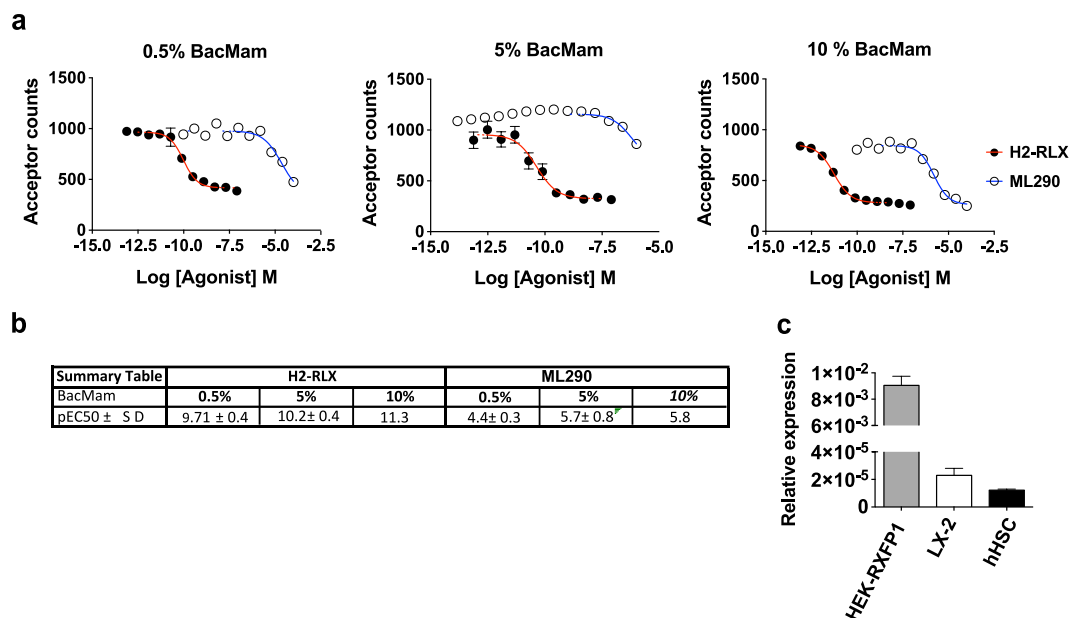 a
0.5% BacMam
5% BacMam
10 % BacMam
Acceptor counts
1500
1000
500
0
-15.0 -12.5 -10.0 -7.5 -5.0 -2.5
Log [Agonist] M
Acceptor counts
1500
1000
500
0
-15.0 -12.5 -10.0 -7.5 -5.0
Log [Agonist] M
Acceptor counts
1500
1000
500
0
-15.0 -12.5 -10.0 -7.5 -5.0 -2.5
Log [Agonist] M
H2-RLX
ML290
b
Summary Table H2-RLX ML290
BacMam 0.5% 5% 10% 0.5% 5% 10%
pEC50 ± S D 9.71 ± 0.4 10.2± 0.4 11.3 4.4± 0.3 5.7± 0.8 5.8
c
Relative expression
1×10-2
8×10-3
6×10-3
4×10-5
2×10-5
0
HEK-RXFP1
LX-2
hHSC